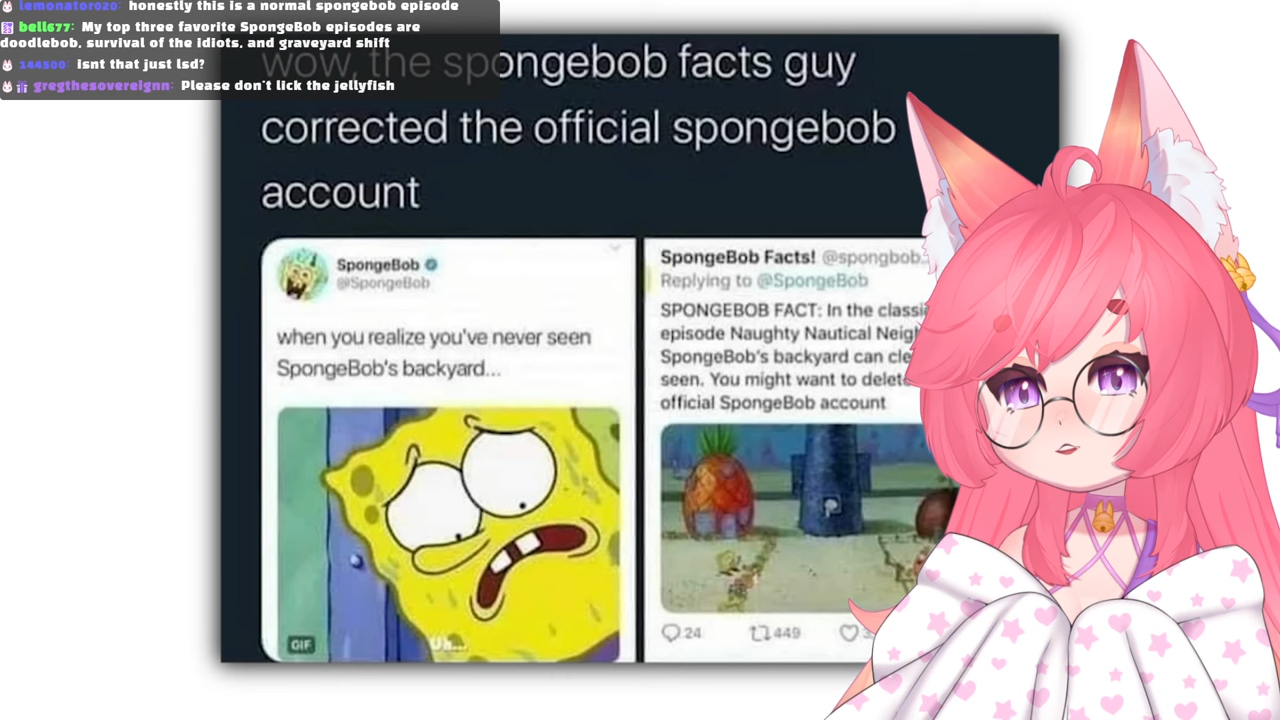 lemonator020: honestly this is a normal spongebob episode
bell677: My top three favorite SpongeBob episodes are
doodlebob, survival of the idiots, and graveyard shift
144500: isnt that just lsd?
gregthesovereignn: Please don't lick the jellyfish
wow, the spongebob facts guy
corrected the official spongebob
account
SpongeBob
@SpongeBob
when you realize you've never seen
SpongeBob's backyard...
GIF
Uh...
SpongeBob Facts! @spongbob
Replying to @SpongeBob
SPONGEBOB FACT: In the
episode Naughty Nautical
SpongeBob's backyard can
seen. You might want to
official SpongeBob account
24
449